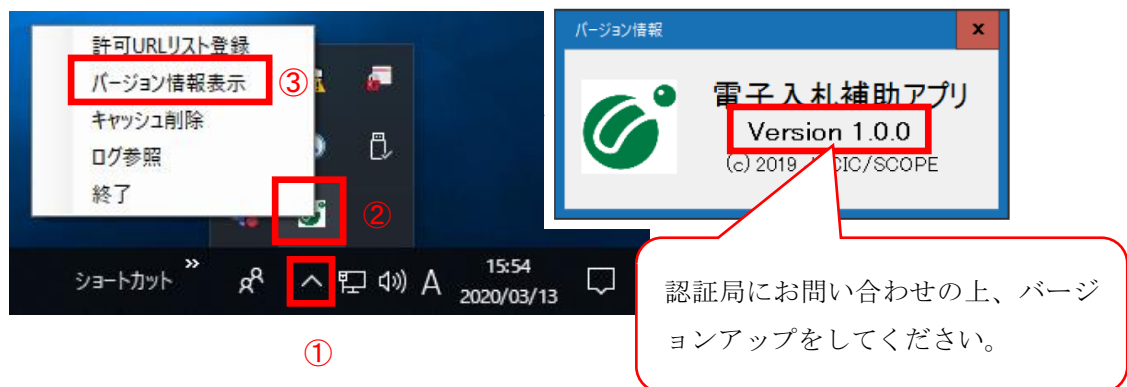 許可URLリスト登録
バージョン情報表示
③
キャッシュ削除
ログ参照
終了
②
ショートカット
»
A
15:54
2020/03/13
①
バージョン情報
x
電子入札補助アプリ
Version 1.0.0
(c) 2019 CIC/SCOPE
認証局にお問い合わせの上、バージ
ョンアップをしてください。